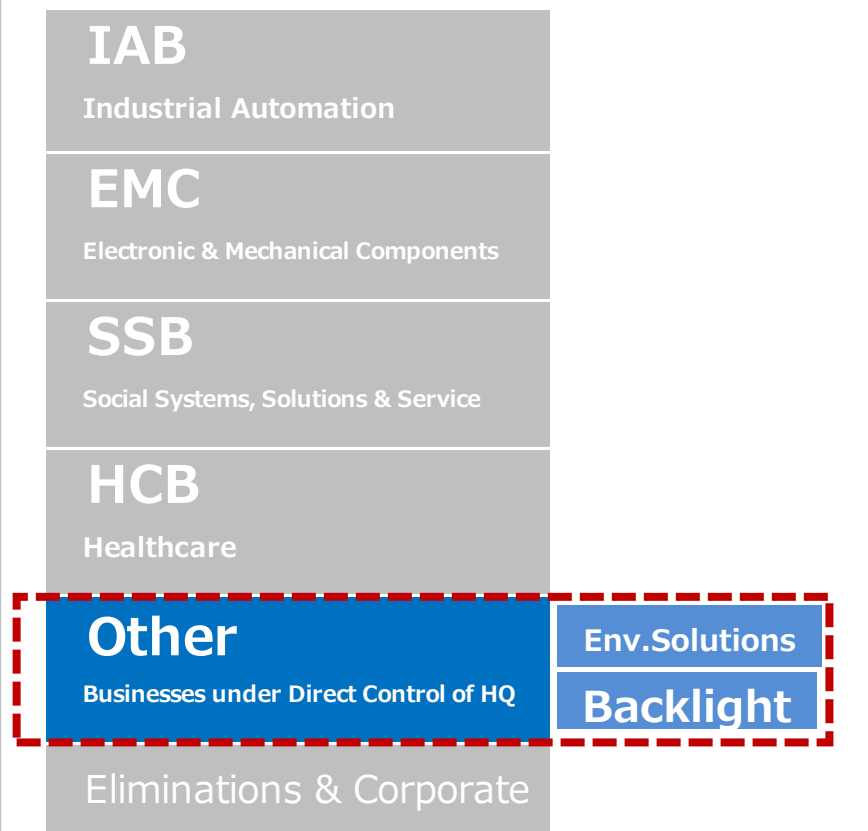 IAB
Industrial Automation
EMC
Electronic & Mechanical Components
SSB
Social Systems, Solutions & Service
HCB
Healthcare
Other
Businesses under Direct Control of HQ
Env.Solutions
Backlight
Eliminations & Corporate